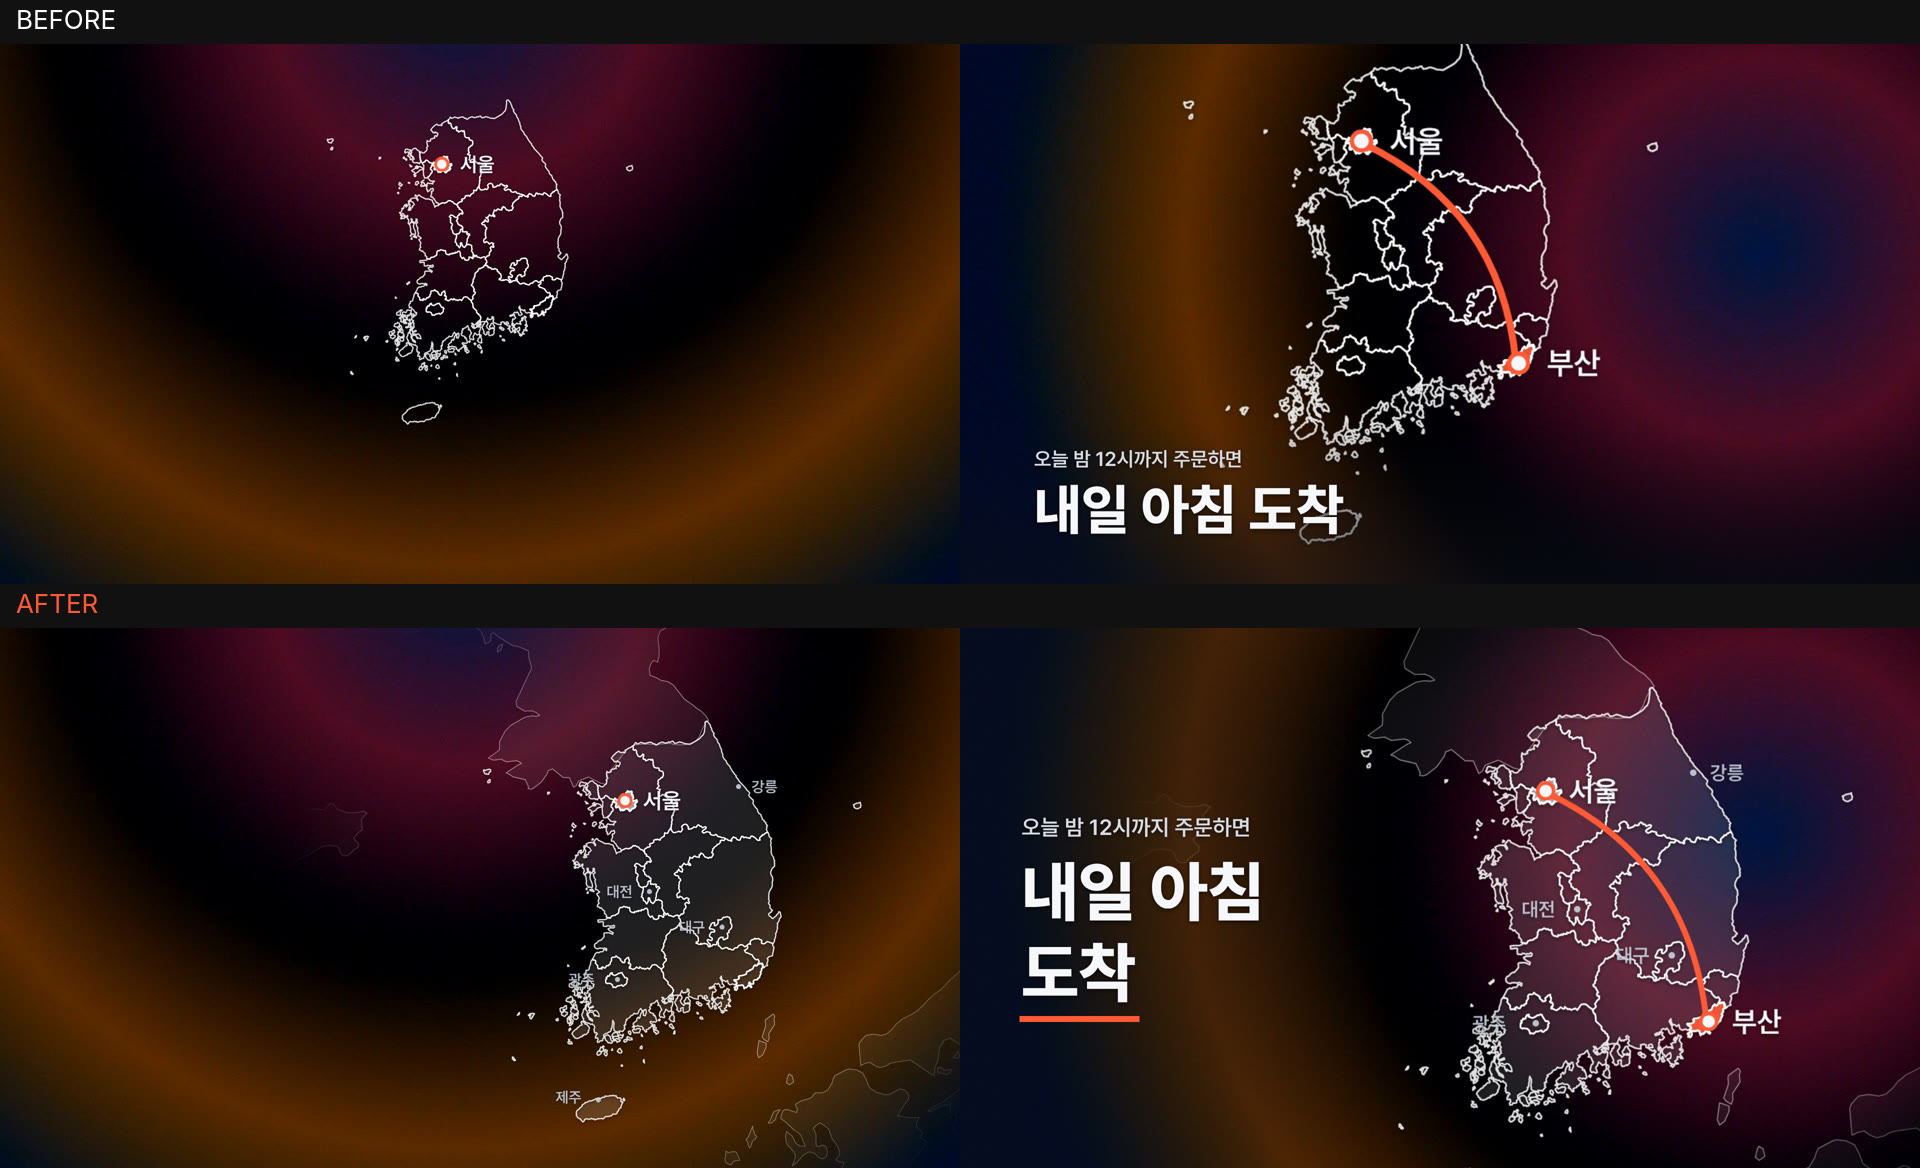 BEFORE
서울
서울
부산
오늘 밤 12시까지 주문하면
내일 아침 도착
AFTER
강릉
서울
대전
대구
광주
제주
강릉
서울
오늘 밤 12시까지 주문하면
내일 아침
도착
대전
대구
광주
부산